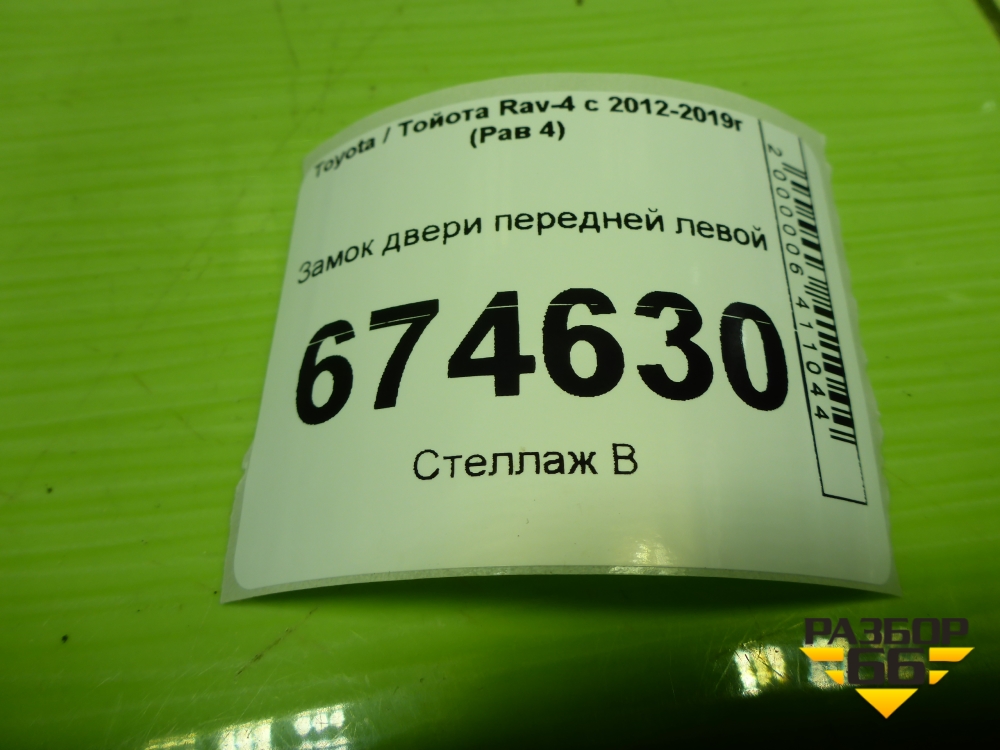 Toyota / Тойота Rav-4 с 2012-2019г
(Рав 4)
Замок двери передней левой
674630
Стеллаж В
2000006411044
РАЗБОР
66